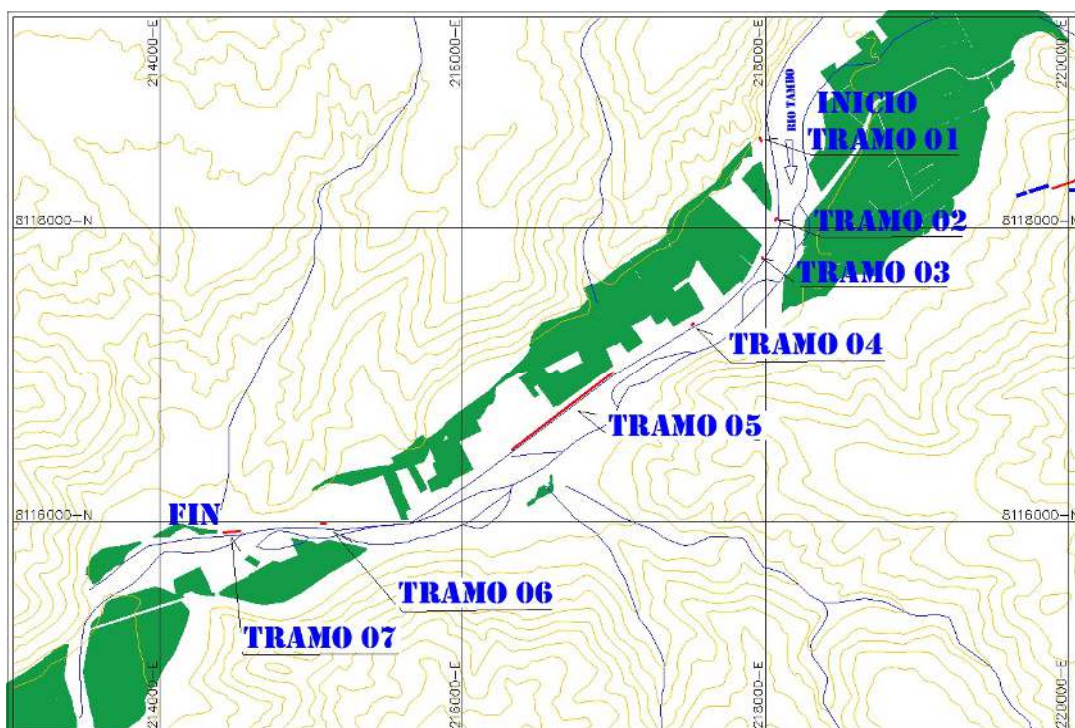 214000-E
216000-E
218000-E
220000-E
RIO TAMBO
INICIO
TRAMO 01
8118000-N
TRAMO 02
8118000-N
TRAMO 03
TRAMO 04
TRAMO 05
8116000-N
FIN
8116000-N
TRAMO 06
TRAMO 07
214000-E
216000-E
218000-E
220000-E